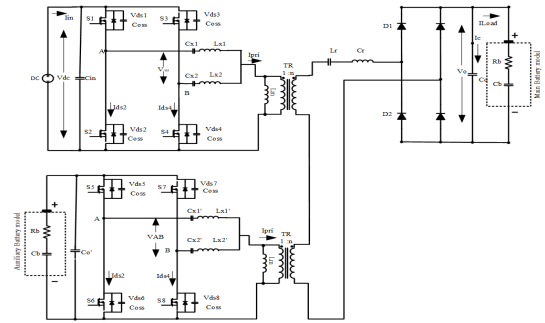 Iin
S1
Vds1
Coss
S3
Vds3
Coss
Cx1
Lx1
A
Ipri
DC
Vdc
Cin
Cx2
Lx2
B
TR
1 :n
Lr
Cr
D1
ILoad
Ic
Vo
Co
Rb
Cb
Main Battery model
+
−
D2
Ids2
Ids4
S2
Vds2
Coss
S4
Vds4
Coss
S5
Vds5
Coss
S7
Vds7
Coss
Cx1'
Lx1'
A
VAB
Cx2'
Lx2'
B
Ipri
TR
1 :n
Auxiliary Battery model
+
Rb
Cb
−
Co'
Ids2
Ids4
S6
Vds6
Coss
S8
Vds8
Coss